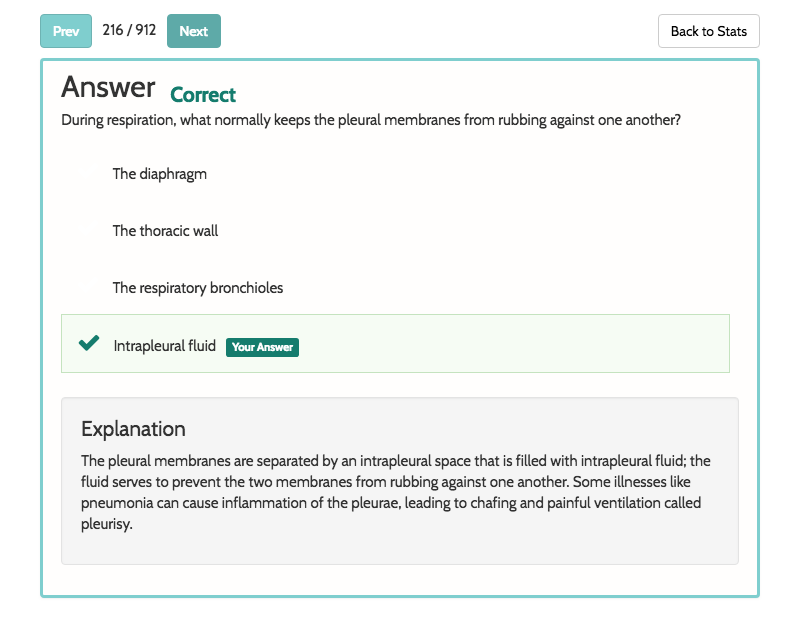 Prev 216 / 912 Next Back to Stats
Answer Correct
During respiration, what normally keeps the pleural membranes from rubbing against one another?
The diaphragm
The thoracic wall
The respiratory bronchioles
Intrapleural fluid Your Answer
Explanation
The pleural membranes are separated by an intrapleural space that is filled with intrapleural fluid; the
fluid serves to prevent the two membranes from rubbing against one another. Some illnesses like
pneumonia can cause inflammation of the pleurae, leading to chafing and painful ventilation called
pleurisy.